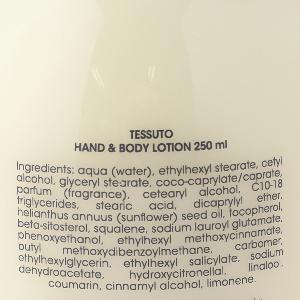 TESSUTO
HAND & BODY LOTION 250 ml
Ingredients: aqua (water), ethylhexyl stearate, cetyl
alcohol, glyceryl stearate, coco-caprylate/caprate,
parfum (fragrance), cetearyl alcohol, C10-18
triglycerides, stearic acid, dicaprylyl ether,
helianthus annuus (sunflower) seed oil, tocopherol,
beta-sitosterol, squalene, sodium lauroyl glutamate,
phenoxyethanol, ethylhexyl methoxycinnamate,
butyl methoxydibenzoylmethane, carbomer,
ethylhexylglycerin, ethylhexyl salicylate, sodium
dehydroacetate, hydroxycitronellal, linalool,
coumarin, cinnamyl alcohol, limonene.